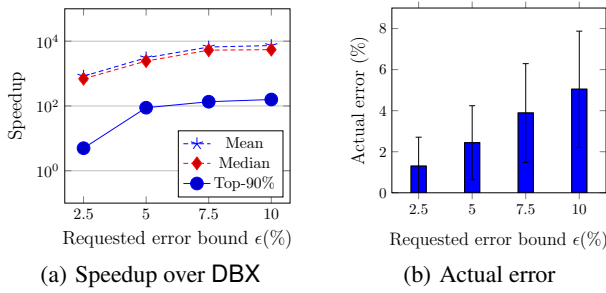 10^4
10^2
10^0
Speedup
Mean
Median
Top-90%
2.5 5 7.5 10
Requested error bound ϵ(%)
(a) Speedup over DBX
8
6
4
2
0
Actual error (%)
2.5 5 7.5 10
Requested error bound ϵ(%)
(b) Actual error